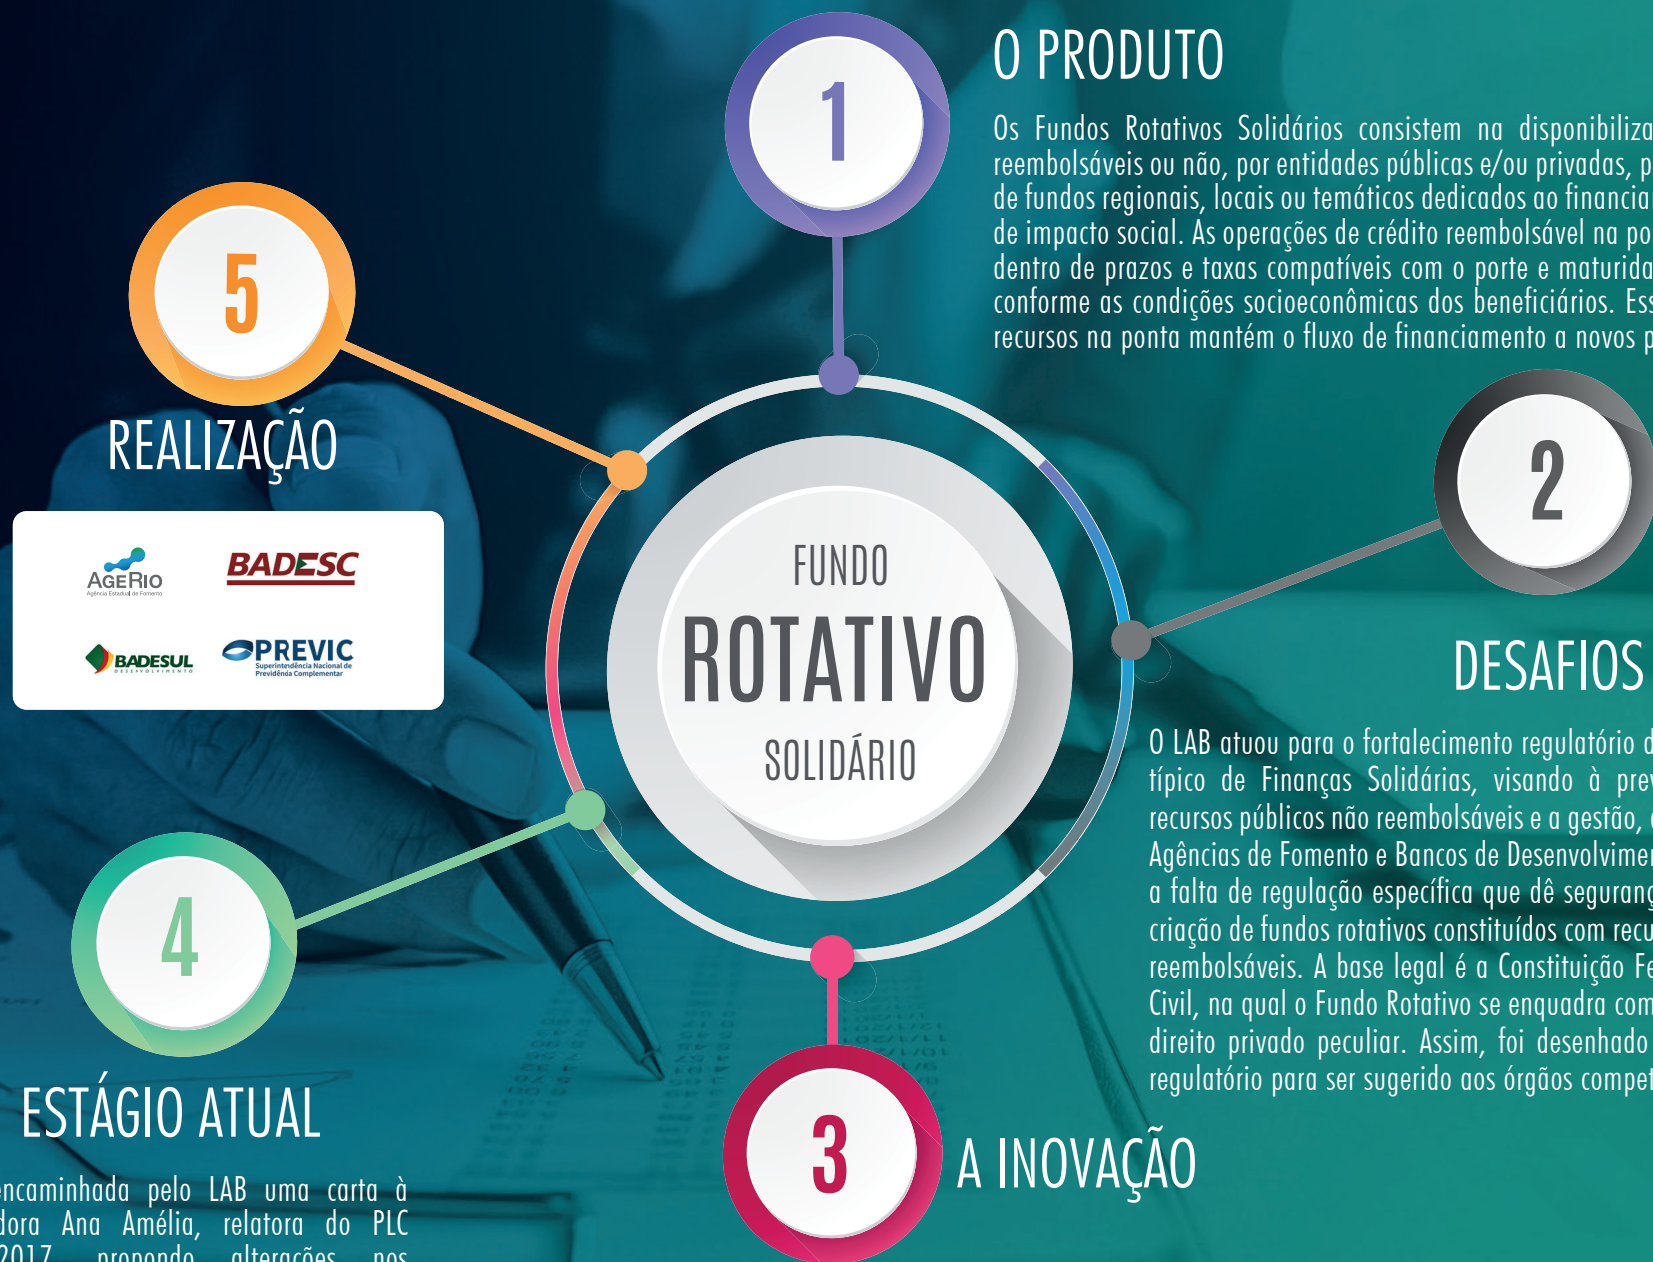 1
O PRODUTO
Os Fundos Rotativos Solidários consistem na disponibiliza
reembolsáveis ou não, por entidades públicas e/ou privadas, p
de fundos regionais, locais ou temáticos dedicados ao financia
de impacto social. As operações de crédito reembolsável na po
dentro de prazos e taxas compatíveis com o porte e maturida
conforme as condições socioeconômicas dos beneficiários. Ess
recursos na ponta mantém o fluxo de financiamento a novos p
2
DESAFIOS
O LAB atuou para o fortalecimento regulatório d
típico de Finanças Solidárias, visando à prev
recursos públicos não reembolsáveis e a gestão,
Agências de Fomento e Bancos de Desenvolvimen
a falta de regulação específica que dê seguranç
criação de fundos rotativos constituídos com recu
reembolsáveis. A base legal é a Constituição Fe
Civil, na qual o Fundo Rotativo se enquadra com
direito privado peculiar. Assim, foi desenhado
regulatório para ser sugerido aos órgãos compet
3
A INOVAÇÃO
4
ESTÁGIO ATUAL
ncaminhada pelo LAB uma carta à
dora Ana Amélia, relatora do PLC
2017, propondo alterações nos
5
REALIZAÇÃO
AGERIO
Agência Estadual de Fomento
BADESC
BADESUL
DESENVOLVIMENTO
PREVIC
Superintendência Nacional de
Previdência Complementar
FUNDO
ROTATIVO
SOLIDÁRIO